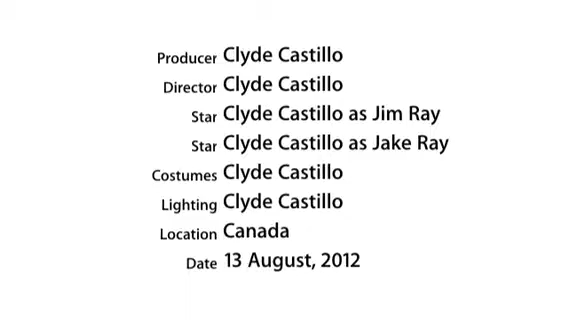 Producer Clyde Castillo
Director Clyde Castillo
Star Clyde Castillo as Jim Ray
Star Clyde Castillo as Jake Ray
Costumes Clyde Castillo
Lighting Clyde Castillo
Location Canada
Date 13 August, 2012